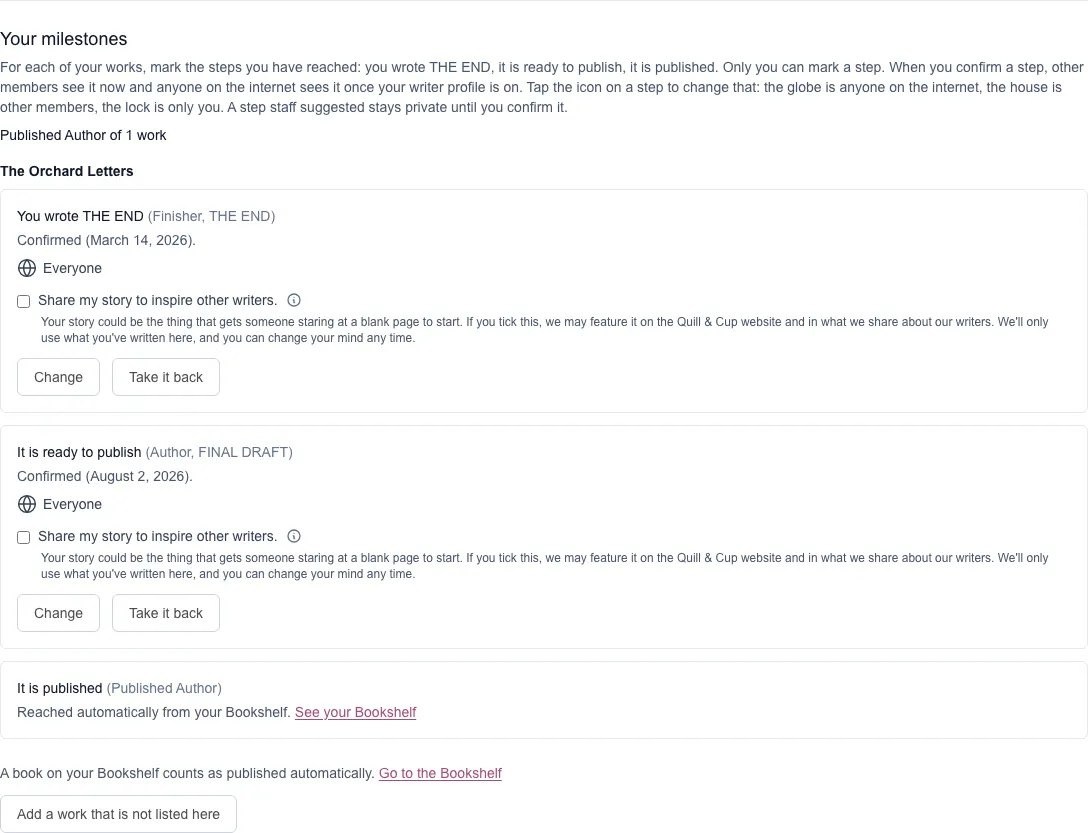 Your milestones
For each of your works, mark the steps you have reached: you wrote THE END, it is ready to publish, it is published. Only you can mark a step. When you confirm a step, other
members see it now and anyone on the internet sees it once your writer profile is on. Tap the icon on a step to change that: the globe is anyone on the internet, the house is
other members, the lock is only you. A step staff suggested stays private until you confirm it.
Published Author of 1 work
The Orchard Letters
You wrote THE END (Finisher, THE END)
Confirmed (March 14, 2026).
Everyone
Share my story to inspire other writers.
Your story could be the thing that gets someone staring at a blank page to start. If you tick this, we may feature it on the Quill & Cup website and in what we share about our writers. We'll only
use what you've written here, and you can change your mind any time.
Change Take it back
It is ready to publish (Author, FINAL DRAFT)
Confirmed (August 2, 2026).
Everyone
Share my story to inspire other writers.
Your story could be the thing that gets someone staring at a blank page to start. If you tick this, we may feature it on the Quill & Cup website and in what we share about our writers. We'll only
use what you've written here, and you can change your mind any time.
Change Take it back
It is published (Published Author)
Reached automatically from your Bookshelf. See your Bookshelf
A book on your Bookshelf counts as published automatically. Go to the Bookshelf
Add a work that is not listed here